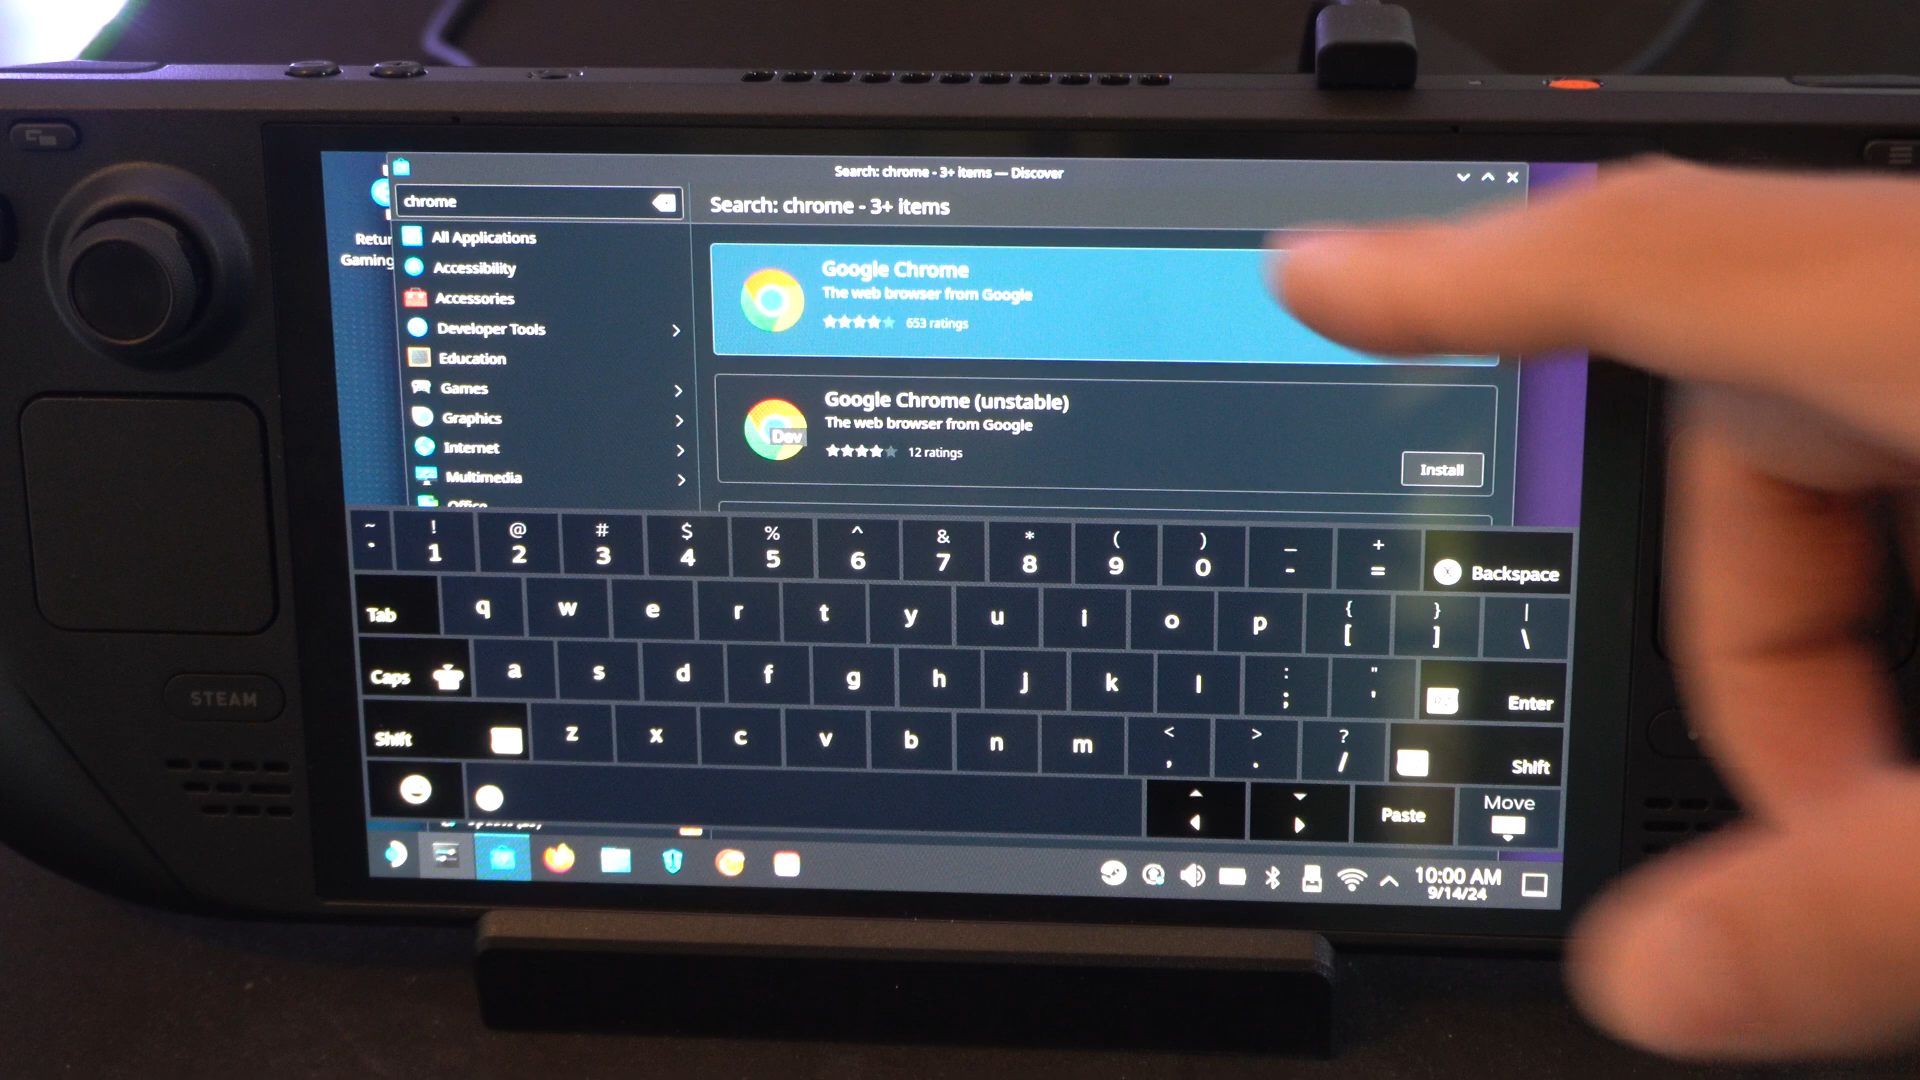 Search: chrome - 3+ items — Discover
chrome
Search: chrome - 3+ items
All Applications
Accessibility
Accessories
Developer Tools
Education
Games
Graphics
Internet
Multimedia
Office
Gaming
Google Chrome
The web browser from Google
653 ratings
Google Chrome (unstable)
The web browser from Google
Dev
12 ratings
Install
~ ! @ # $ % ^ & * ( ) _ +
1 2 3 4 5 6 7 8 9 0 - = Backspace
Tab q w e r t y u i o p { [ } ] | \
Caps a s d f g h j k l : ; " ' Enter
Shift z x c v b n m < , > . ? / Shift
Paste Move
STEAM
10:00 AM
9/14/24